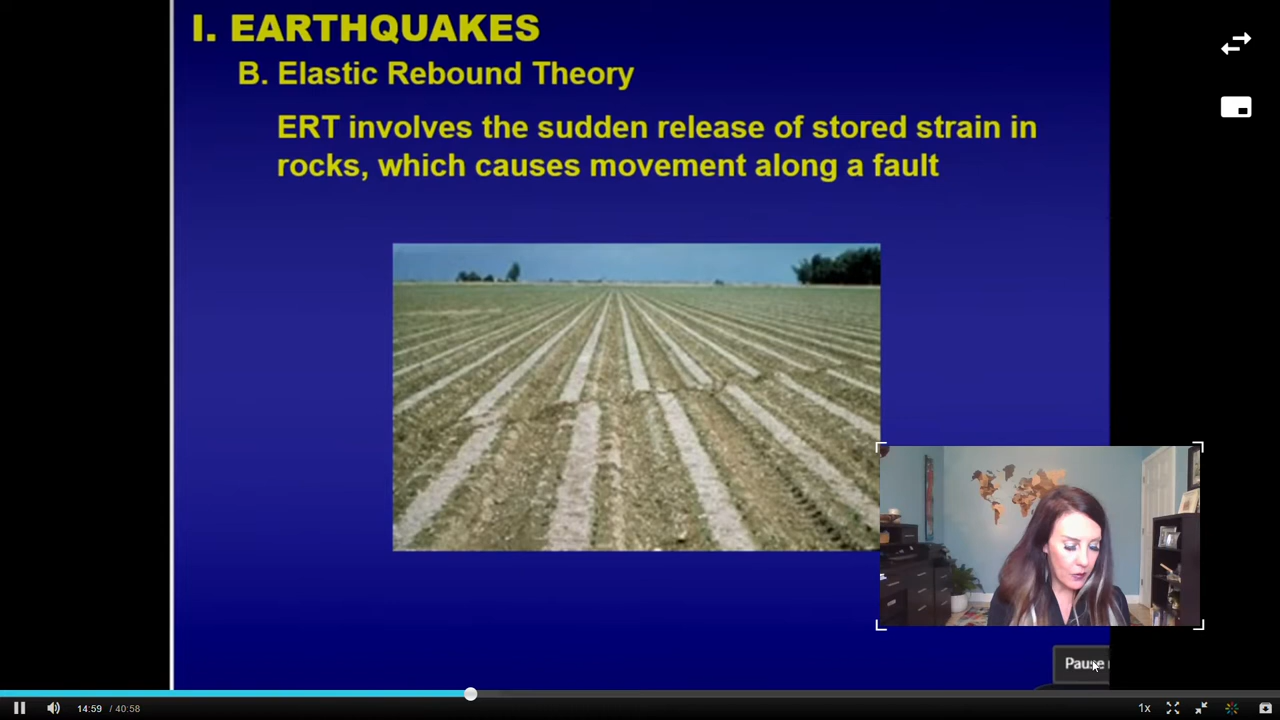 I. EARTHQUAKES
B. Elastic Rebound Theory
ERT involves the sudden release of stored strain in
rocks, which causes movement along a fault
Pause
14:59 / 40:58
1x